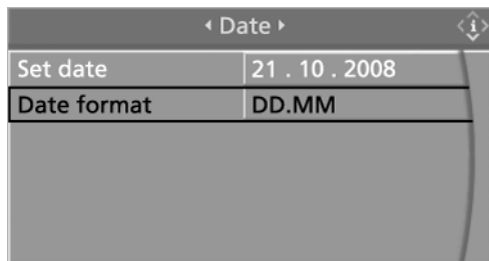 Date
i
Set date 21 . 10 . 2008
Date format DD.MM